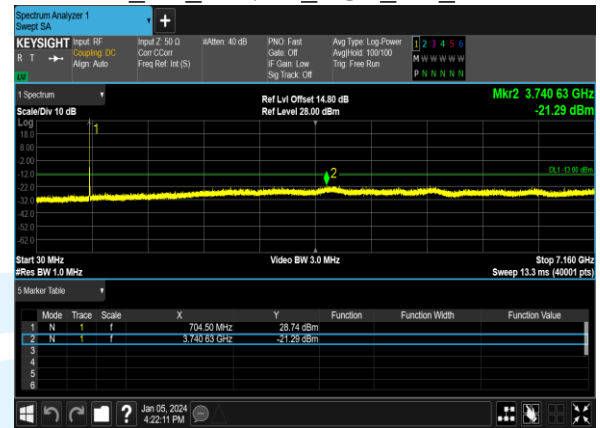 Spectrum Analyzer 1
Swept SA
+
KEYSIGHT Input: RF Input Z: 50 Ω #Atten: 40 dB PNO: Fast Avg Type: Log-Power 1 2 3 4 5 6
R T Coupling: DC Corr CCorr Gate: Off Avg|Hold: 100/100 M W W W W W
Align: Auto Freq Ref: Int (S) IF Gain: Low Trig: Free Run
Sig Track: Off P N N N N N
1 Spectrum Ref Lvl Offset 14.80 dB Mkr2 3.740 63 GHz
Scale/Div 10 dB Ref Level 28.00 dBm -21.29 dBm
Log
18.0
8.00
-2.00
-12.0
-22.0
-32.0
-42.0
-52.0
-62.0
1
2
DL1 -13.00 dBm
Start 30 MHz Video BW 3.0 MHz Stop 7.160 GHz
#Res BW 1.0 MHz Sweep 13.3 ms (40001 pts)
5 Marker Table
Mode Trace Scale X Y Function Function Width Function Value
1 N 1 f 704.50 MHz 28.74 dBm
2 N 1 f 3.740 63 GHz -21.29 dBm
3
4
5
6
? Jan 05, 2024
4:22:11 PM